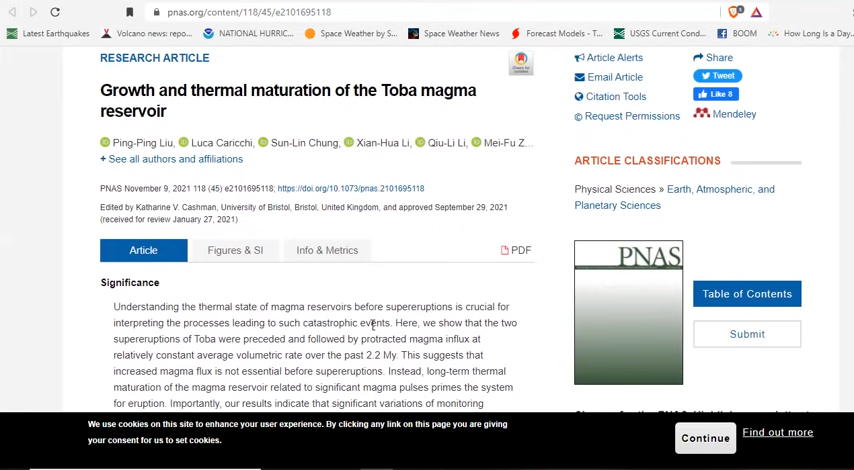 pnas.org/content/118/45/e2101695118
Latest Earthquakes
Volcano news: repo...
NATIONAL HURRIC...
Space Weather by S...
Space Weather News
Forecast Models - T...
USGS Current Cond...
BOOM
How Long Is a Day...
RESEARCH ARTICLE
Growth and thermal maturation of the Toba magma
reservoir
Ping-Ping Liu, Luca Caricchi, Sun-Lin Chung, Xian-Hua Li, Qiu-Li Li, Mei-Fu Z...
+ See all authors and affiliations
PNAS November 9, 2021 118 (45) e2101695118; https://doi.org/10.1073/pnas.2101695118
Edited by Katharine V. Cashman, University of Bristol, Bristol, United Kingdom, and approved September 29, 2021
(received for review January 27, 2021)
Article
Figures & SI
Info & Metrics
PDF
Significance
Understanding the thermal state of magma reservoirs before supereruptions is crucial for
interpreting the processes leading to such catastrophic events. Here, we show that the two
supereruptions of Toba were preceded and followed by protracted magma influx at
relatively constant average volumetric rate over the past 2.2 My. This suggests that
increased magma flux is not essential before supereruptions. Instead, long-term thermal
maturation of the magma reservoir related to significant magma pulses primes the system
for eruption. Importantly, our results indicate that significant variations of monitoring
Article Alerts
Share
Email Article
Tweet
Citation Tools
Like 8
© Request Permissions
Mendeley
ARTICLE CLASSIFICATIONS
Physical Sciences » Earth, Atmospheric, and
Planetary Sciences
PNAS
Table of Contents
Submit
We use cookies on this site to enhance your user experience. By clicking any link on this page you are giving
your consent for us to set cookies.
Continue
Find out more